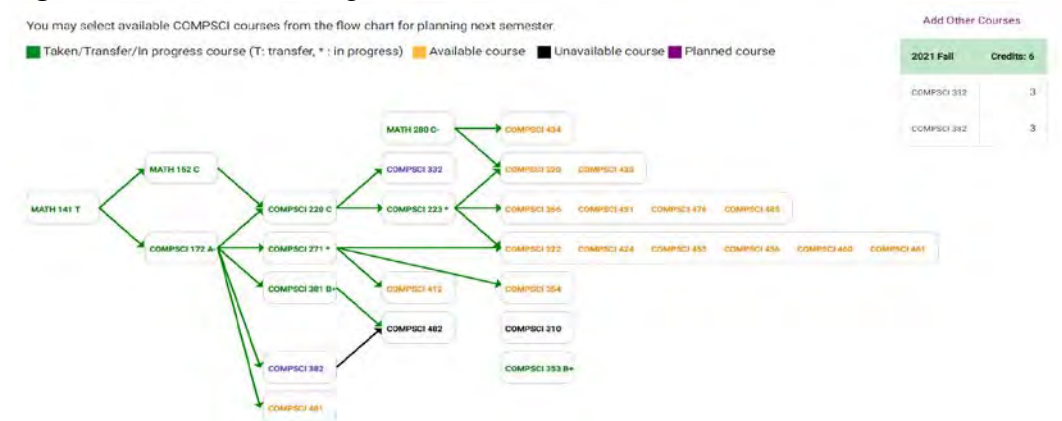 You may select available COMPSCI courses from the flow chart for planning next semester.
Add Other Courses
Taken/Transfer/In progress course (T: transfer, * : in progress) Available course Unavailable course Planned course
2021 Fall Credits: 6
COMPSCI 332 3
COMPSCI 382 3
MATH 280 C- COMPSCI 434
MATH 152 C COMPSCI 332 COMPSCI 320 COMPSCI 433
MATH 141 T COMPSCI 220 C COMPSCI 223 * COMPSCI 366 COMPSCI 451 COMPSCI 476 COMPSCI 485
COMPSCI 172 A- COMPSCI 271 * COMPSCI 322 COMPSCI 424 COMPSCI 453 COMPSCI 456 COMPSCI 460 COMPSCI 461
COMPSCI 381 B+ COMPSCI 412 COMPSCI 354
COMPSCI 482 COMPSCI 310
COMPSCI 382 COMPSCI 353 B+
COMPSCI 481